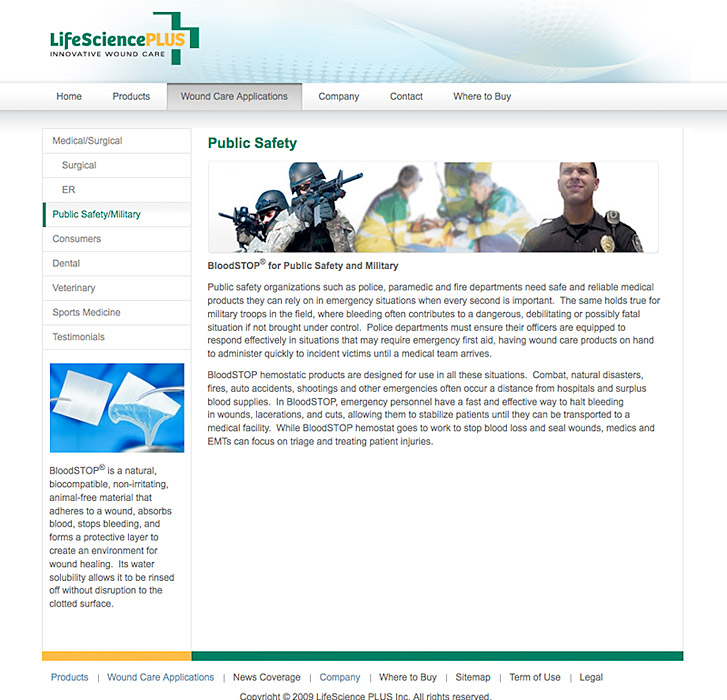 LifeSciencePLUS
INNOVATIVE WOUND CARE
Home
Products
Wound Care Applications
Company
Contact
Where to Buy
Medical/Surgical
Surgical
ER
Public Safety/Military
Consumers
Dental
Veterinary
Sports Medicine
Testimonials
BloodSTOP® is a natural,
biocompatible, non-irritating,
animal-free material that
adheres to a wound, absorbs
blood, stops bleeding, and
forms a protective layer to
create an environment for
wound healing. Its water
solubility allows it to be rinsed
off without disruption to the
clotted surface.
Public Safety
BloodSTOP® for Public Safety and Military
Public safety organizations such as police, paramedic and fire departments need safe and reliable medical
products they can rely on in emergency situations when every second is important. The same holds true for
military troops in the field, where bleeding often contributes to a dangerous, debilitating or possibly fatal
situation if not brought under control. Police departments must ensure their officers are equipped to
respond effectively in situations that may require emergency first aid, having wound care products on hand
to administer quickly to incident victims until a medical team arrives.
BloodSTOP hemostatic products are designed for use in all these situations. Combat, natural disasters,
fires, auto accidents, shootings and other emergencies often occur a distance from hospitals and surplus
blood supplies. In BloodSTOP, emergency personnel have a fast and effective way to halt bleeding
in wounds, lacerations, and cuts, allowing them to stabilize patients until they can be transported to a
medical facility. While BloodSTOP hemostat goes to work to stop blood loss and seal wounds, medics and
EMTs can focus on triage and treating patient injuries.
Products | Wound Care Applications | News Coverage | Company | Where to Buy | Sitemap | Term of Use | Legal
Copyright © 2009 LifeScience PLUS Inc. All rights reserved.